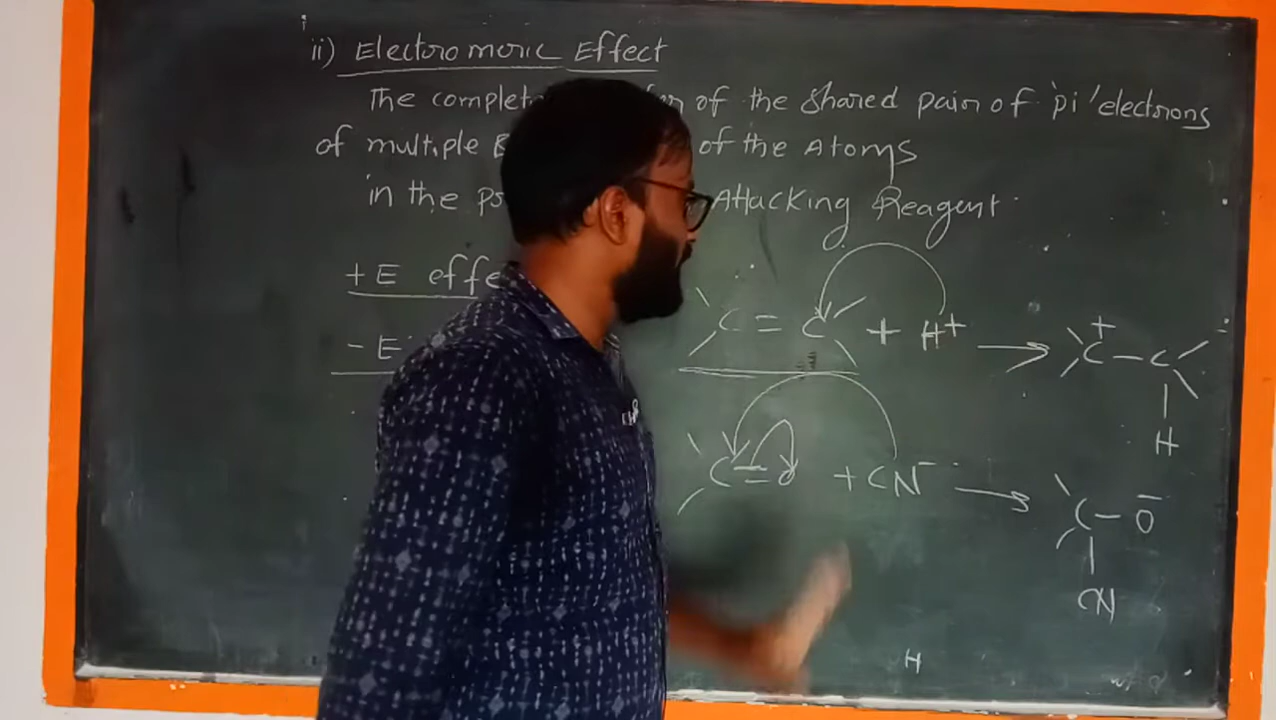 ii) Electromeric Effect
The complet of the shared pair of 'pi' electrons
of multiple of the Atoms
in the Attacking Reagent
+E effe
C = C + H+ → C+ – C
H
- E
C = O + CN- → C – O-
CN
H